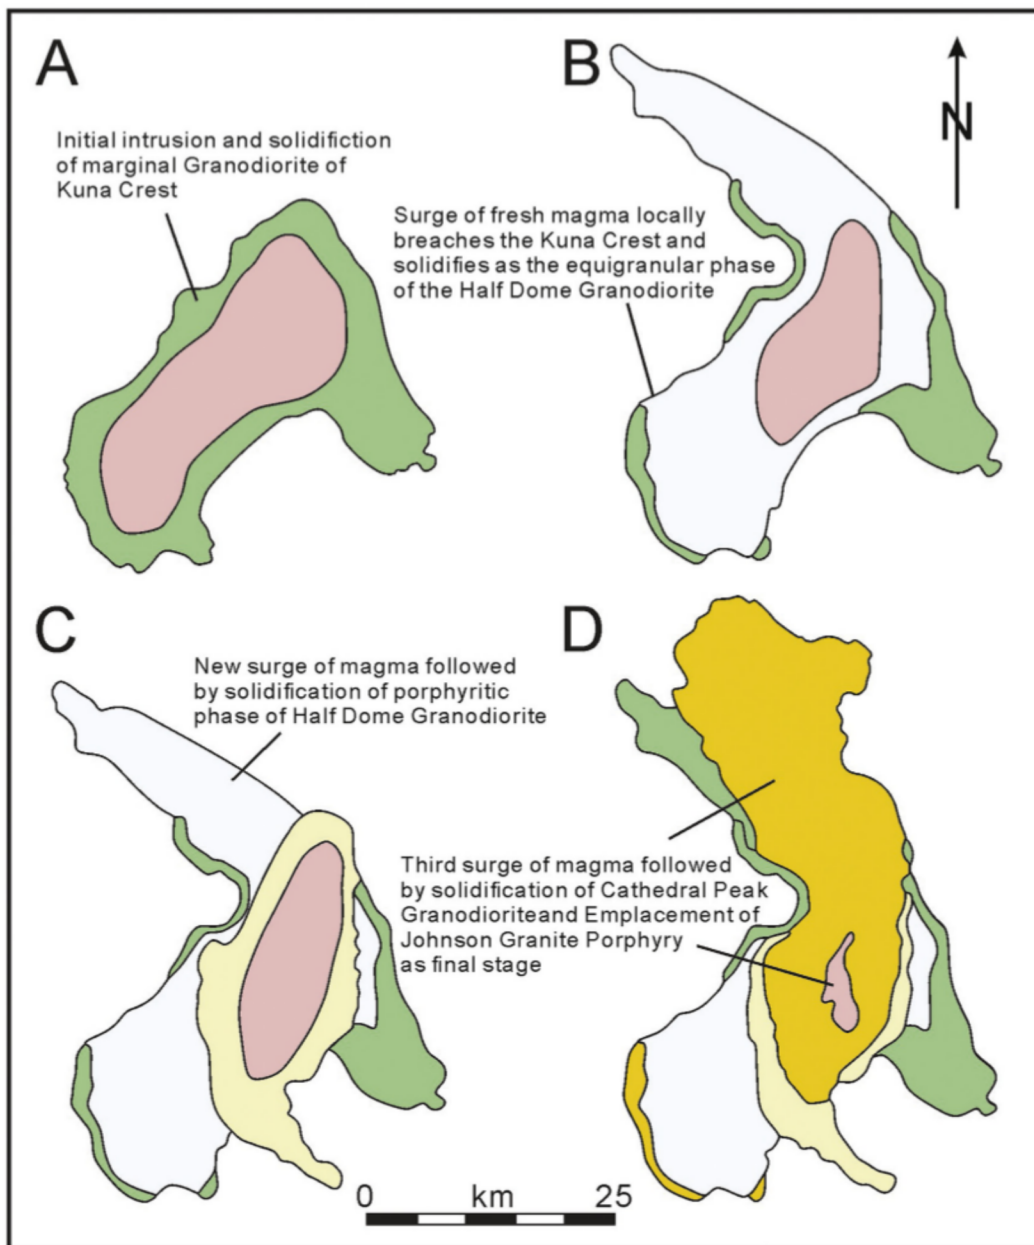 A
Initial intrusion and solidifiction
of marginal Granodiorite of
Kuna Crest
B
N
Surge of fresh magma locally
breaches the Kuna Crest and
solidifies as the equigranular phase
of the Half Dome Granodiorite
C
New surge of magma followed
by solidification of porphyritic
phase of Half Dome Granodiorite
D
Third surge of magma followed
by solidification of Cathedral Peak
Granodioriteand Emplacement of
Johnson Granite Porphyry
as final stage
0 km 25